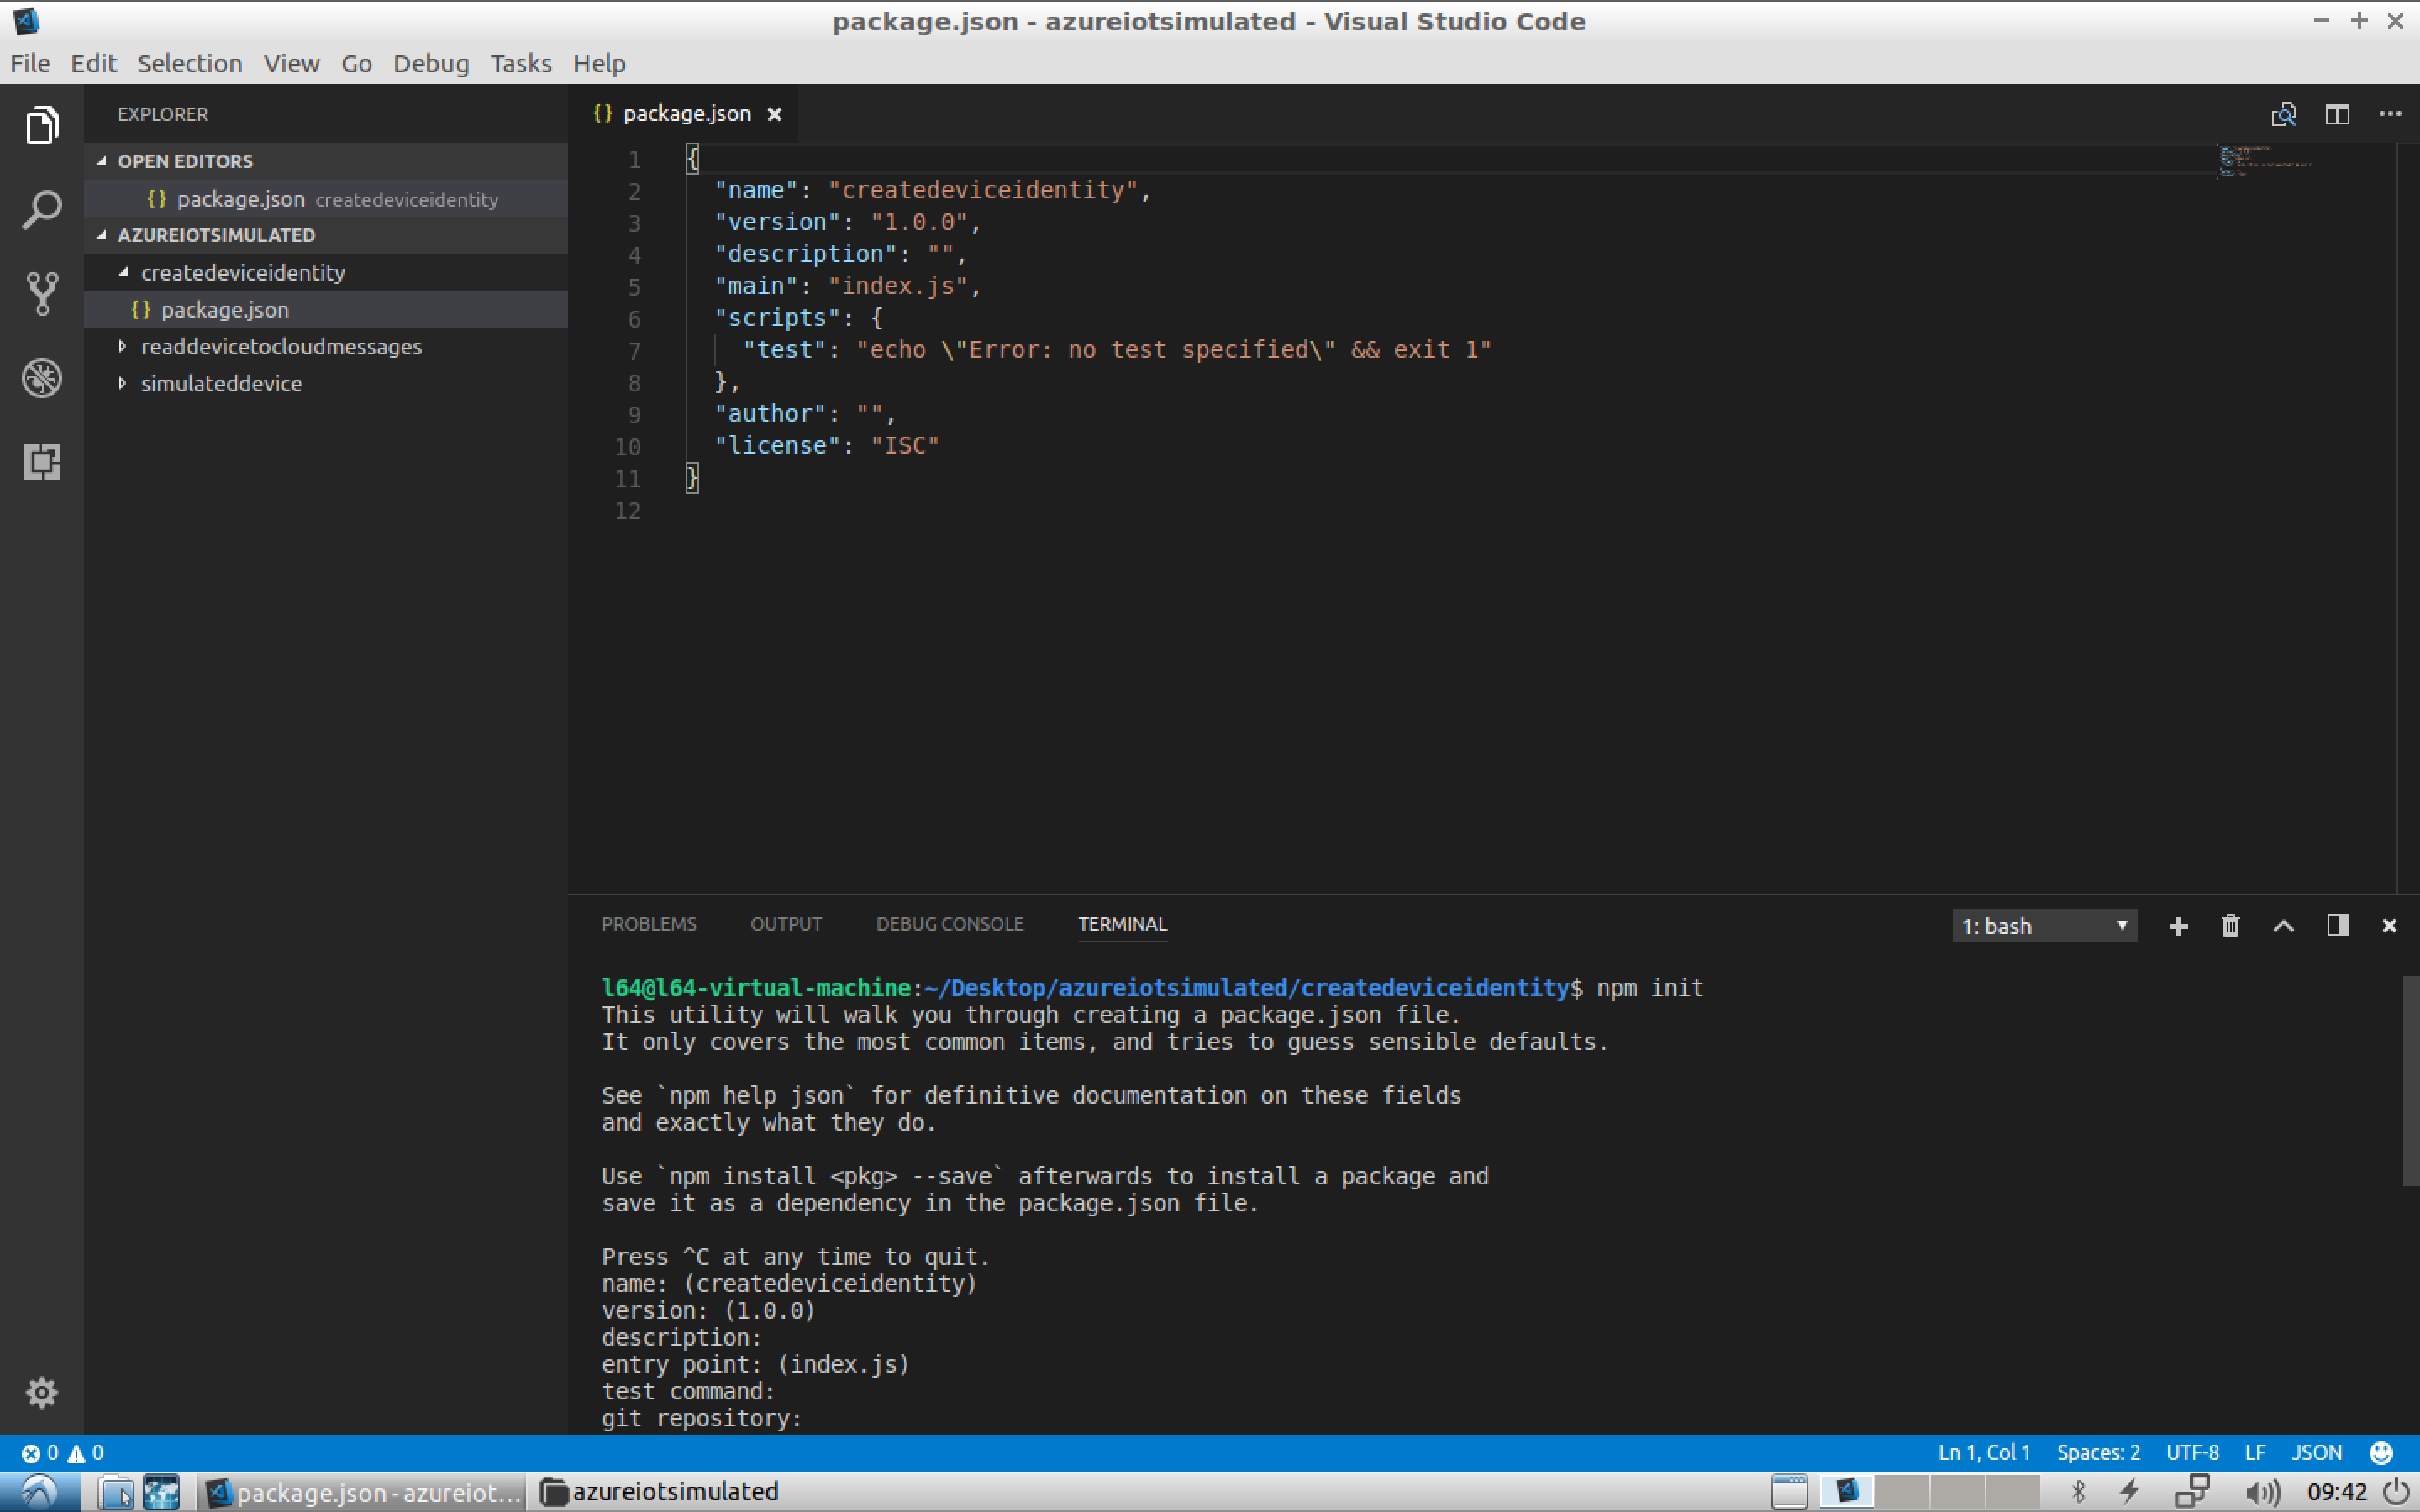 package.json - azureiotsimulated - Visual Studio Code
File Edit Selection View Go Debug Tasks Help
EXPLORER
OPEN EDITORS
{} package.json createdeviceidentity
AZUREIOTSIMULATED
createdeviceidentity
{} package.json
readdevicetocloudmessages
simulateddevice
{} package.json
1 {
2 "name": "createdeviceidentity",
3 "version": "1.0.0",
4 "description": "",
5 "main": "index.js",
6 "scripts": {
7 "test": "echo \"Error: no test specified\" && exit 1"
8 },
9 "author": "",
10 "license": "ISC"
11 }
12
PROBLEMS OUTPUT DEBUG CONSOLE TERMINAL 1: bash
l64@l64-virtual-machine:~/Desktop/azureiotsimulated/createdeviceidentity$ npm init
This utility will walk you through creating a package.json file.
It only covers the most common items, and tries to guess sensible defaults.
See `npm help json` for definitive documentation on these fields
and exactly what they do.
Use `npm install <pkg> --save` afterwards to install a package and
save it as a dependency in the package.json file.
Press ^C at any time to quit.
name: (createdeviceidentity)
version: (1.0.0)
description:
entry point: (index.js)
test command:
git repository:
0 0 Ln 1, Col 1 Spaces: 2 UTF-8 LF JSON
package.json - azureiot... azureiotsimulated 09:42